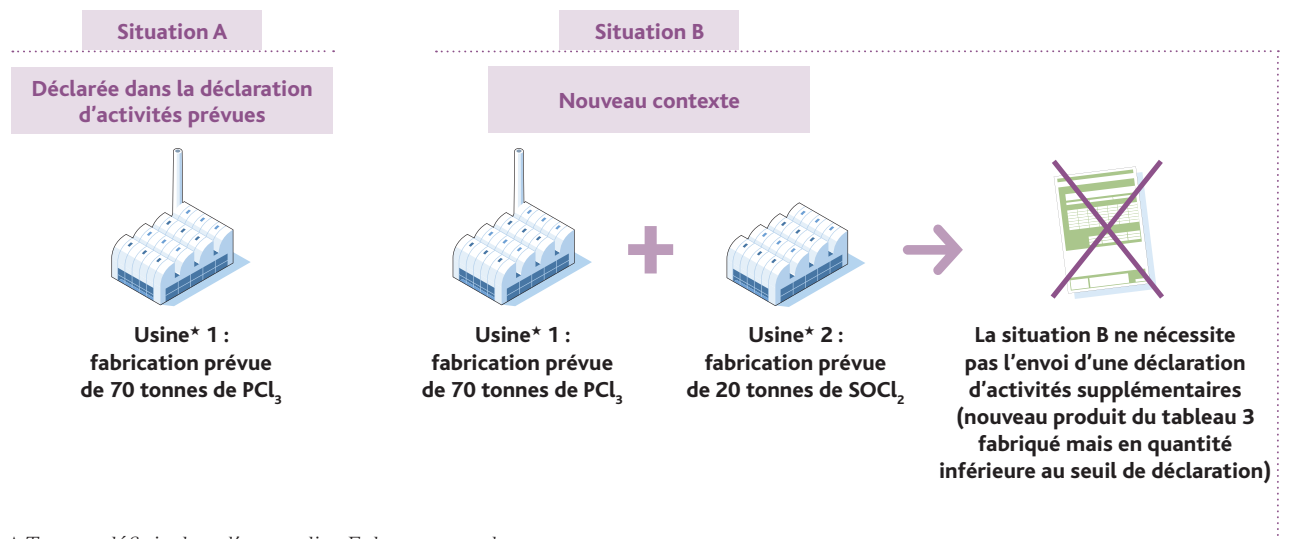 Situation A
Situation B
Déclarée dans la déclaration
d'activités prévues
Nouveau contexte
Usine★ 1 :
fabrication prévue
de 70 tonnes de PCl₃
Usine★ 1 :
fabrication prévue
de 70 tonnes de PCl₃
Usine★ 2 :
fabrication prévue
de 20 tonnes de SOCl₂
La situation B ne nécessite
pas l'envoi d'une déclaration
d'activités supplémentaires
(nouveau produit du tableau 3
fabriqué mais en quantité
inférieure au seuil de déclaration)